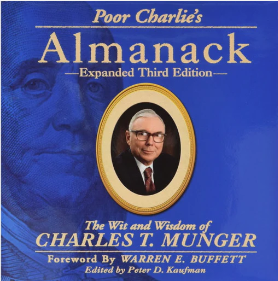 Poor Charlie's
Almanack
—Expanded Third Edition—
The Wit and Wisdom of
CHARLES T. MUNGER
Foreword By WARREN E. BUFFETT
Edited by Peter D. Kaufman